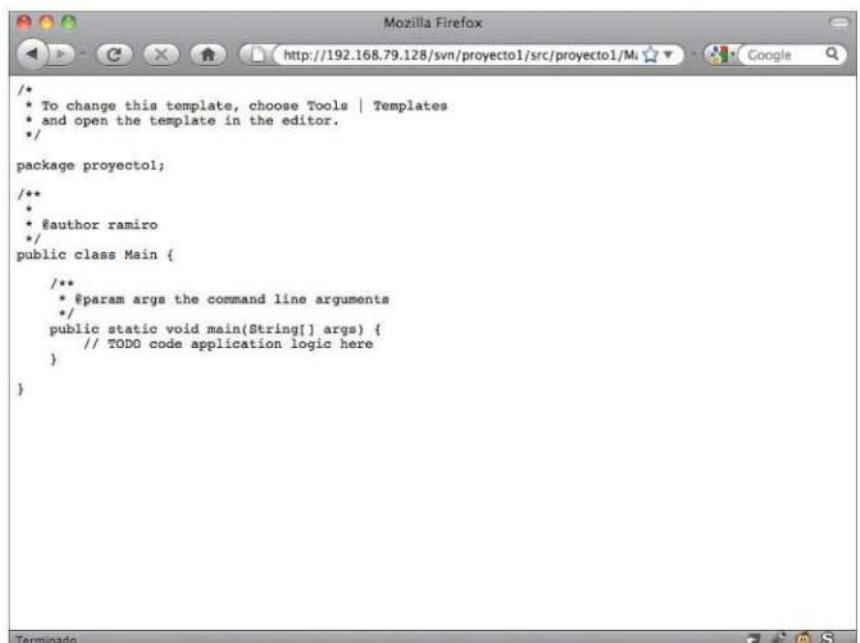 Mozilla Firefox
http://192.168.79.128/svn/proyecto1/src/proyecto1/M
Google
/*
 * To change this template, choose Tools | Templates
 * and open the template in the editor.
 */
package proyecto1;
/**
 *
 * @author ramiro
 */
public class Main {
    /**
     * @param args the command line arguments
     */
    public static void main(String[] args) {
        // TODO code application logic here
    }
}
Terminado
S